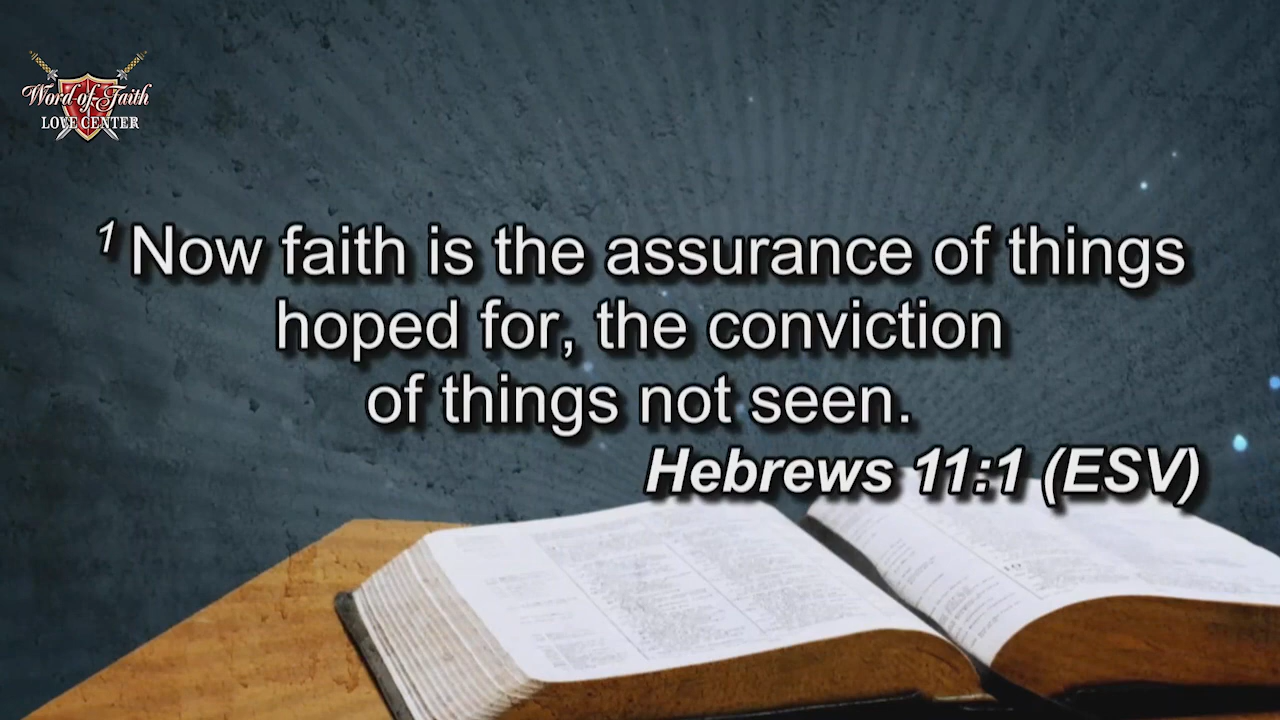 Word of Faith
LOVE CENTER
1 Now faith is the assurance of things
hoped for, the conviction
of things not seen.
Hebrews 11:1 (ESV)